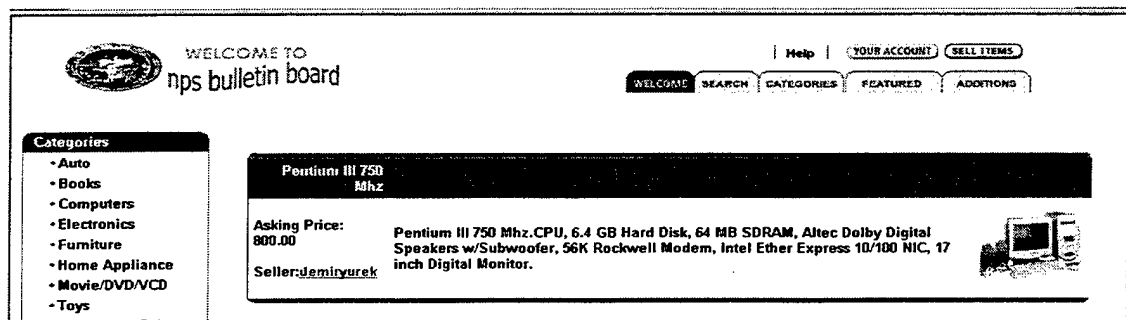 WELCOME TO
nps bulletin board
| Help | YOUR ACCOUNT SELL ITEMS
WELCOME SEARCH CATEGORIES FEATURED ADDITIONS
Categories
• Auto
• Books
• Computers
• Electronics
• Furniture
• Home Appliance
• Movie/DVD/VCD
• Toys
Pentium III 750
Mhz
Asking Price:
800.00
Seller:demiryurek
Pentium III 750 Mhz.CPU, 6.4 GB Hard Disk, 64 MB SDRAM, Altec Dolby Digital
Speakers w/Subwoofer, 56K Rockwell Modem, Intel Ether Express 10/100 NIC, 17
inch Digital Monitor.